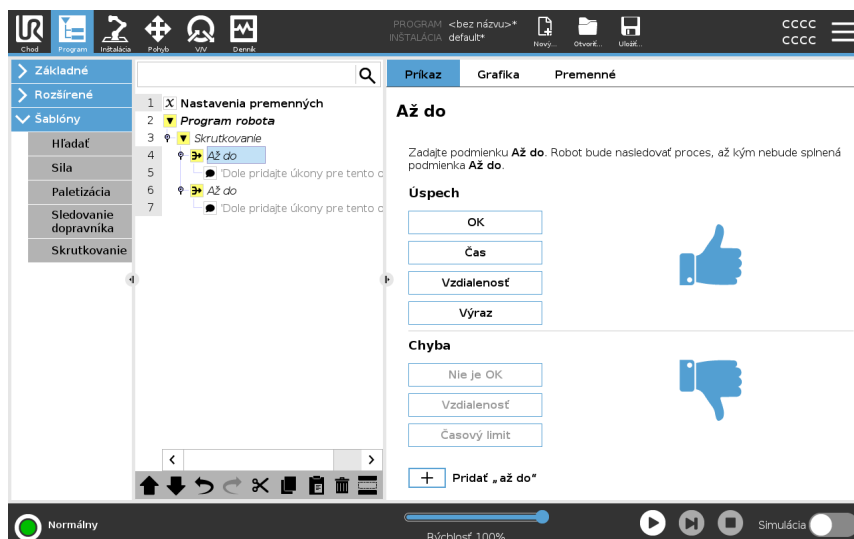 UR
PROGRAM <bez názvu>*
INŠTALÁCIA default*
CCCC
CCCC
Chod
Program
Inštalácia
Pohyb
V/V
Denník
Nový...
Otvoriť...
Uložiť...
Základné
Rozšírené
Šablóny
Hľadať
Sila
Paletizácia
Sledovanie
dopravníka
Skrutkovanie
1 X Nastavenia premenných
2 Program robota
3 Skrutkovanie
4 Až do
5 'Dole pridajte úkony pre tento c
6 Až do
7 'Dole pridajte úkony pre tento c
Príkaz
Grafika
Premenné
Až do
Zadajte podmienku Až do. Robot bude nasledovať proces, až kým nebude splnená
podmienka Až do.
Úspech
OK
Čas
Vzdialenosť
Výraz
Chyba
Nie je OK
Vzdialenosť
Časový limit
Pridať „až do“
Normálny
Rýchlosť 100%
Simulácia